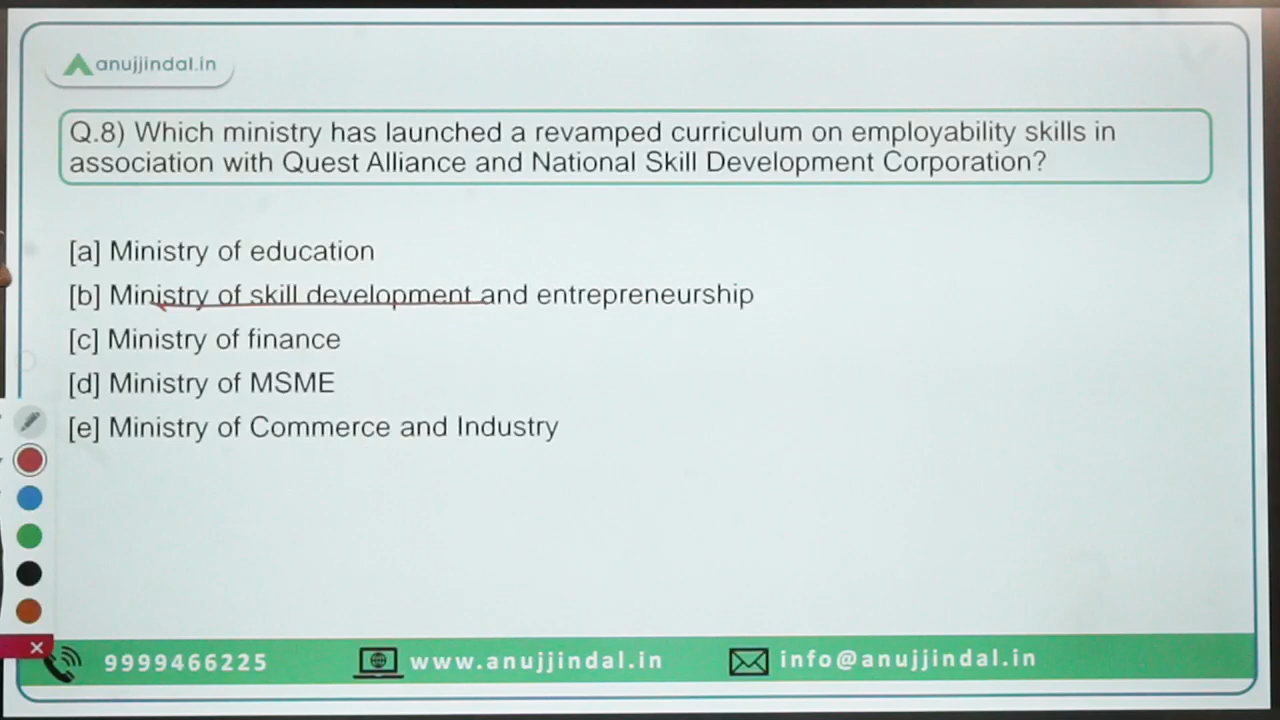 anujjindal.in
Q.8) Which ministry has launched a revamped curriculum on employability skills in
association with Quest Alliance and National Skill Development Corporation?
[a] Ministry of education
[b] Ministry of skill development and entrepreneurship
[c] Ministry of finance
[d] Ministry of MSME
[e] Ministry of Commerce and Industry
9999466225 www.anujjindal.in info@anujjindal.in